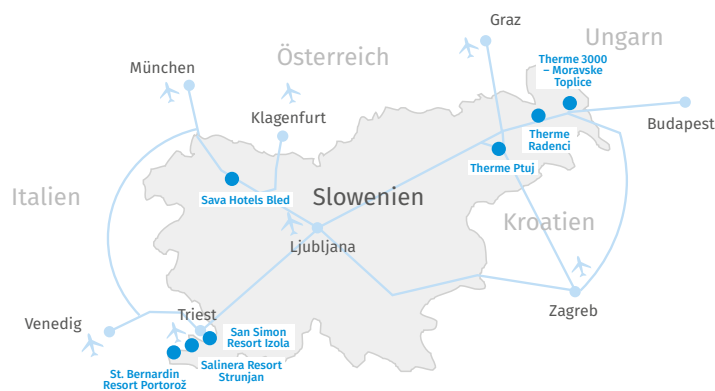 Graz
Ungarn
Österreich
Therme 3000
– Moravske
Toplice
München
Klagenfurt
Budapest
Therme
Radenci
Therme Ptuj
Italien
Sava Hotels Bled
Slowenien
Kroatien
Ljubljana
Zagreb
Triest
Venedig
San Simon
Resort Izola
Salinera Resort
Strunjan
St. Bernardin
Resort Portorož